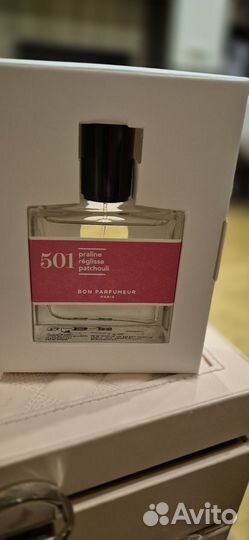 501
praline
réglisse
patchouli
BON PARFUMEUR
PARIS
Avito